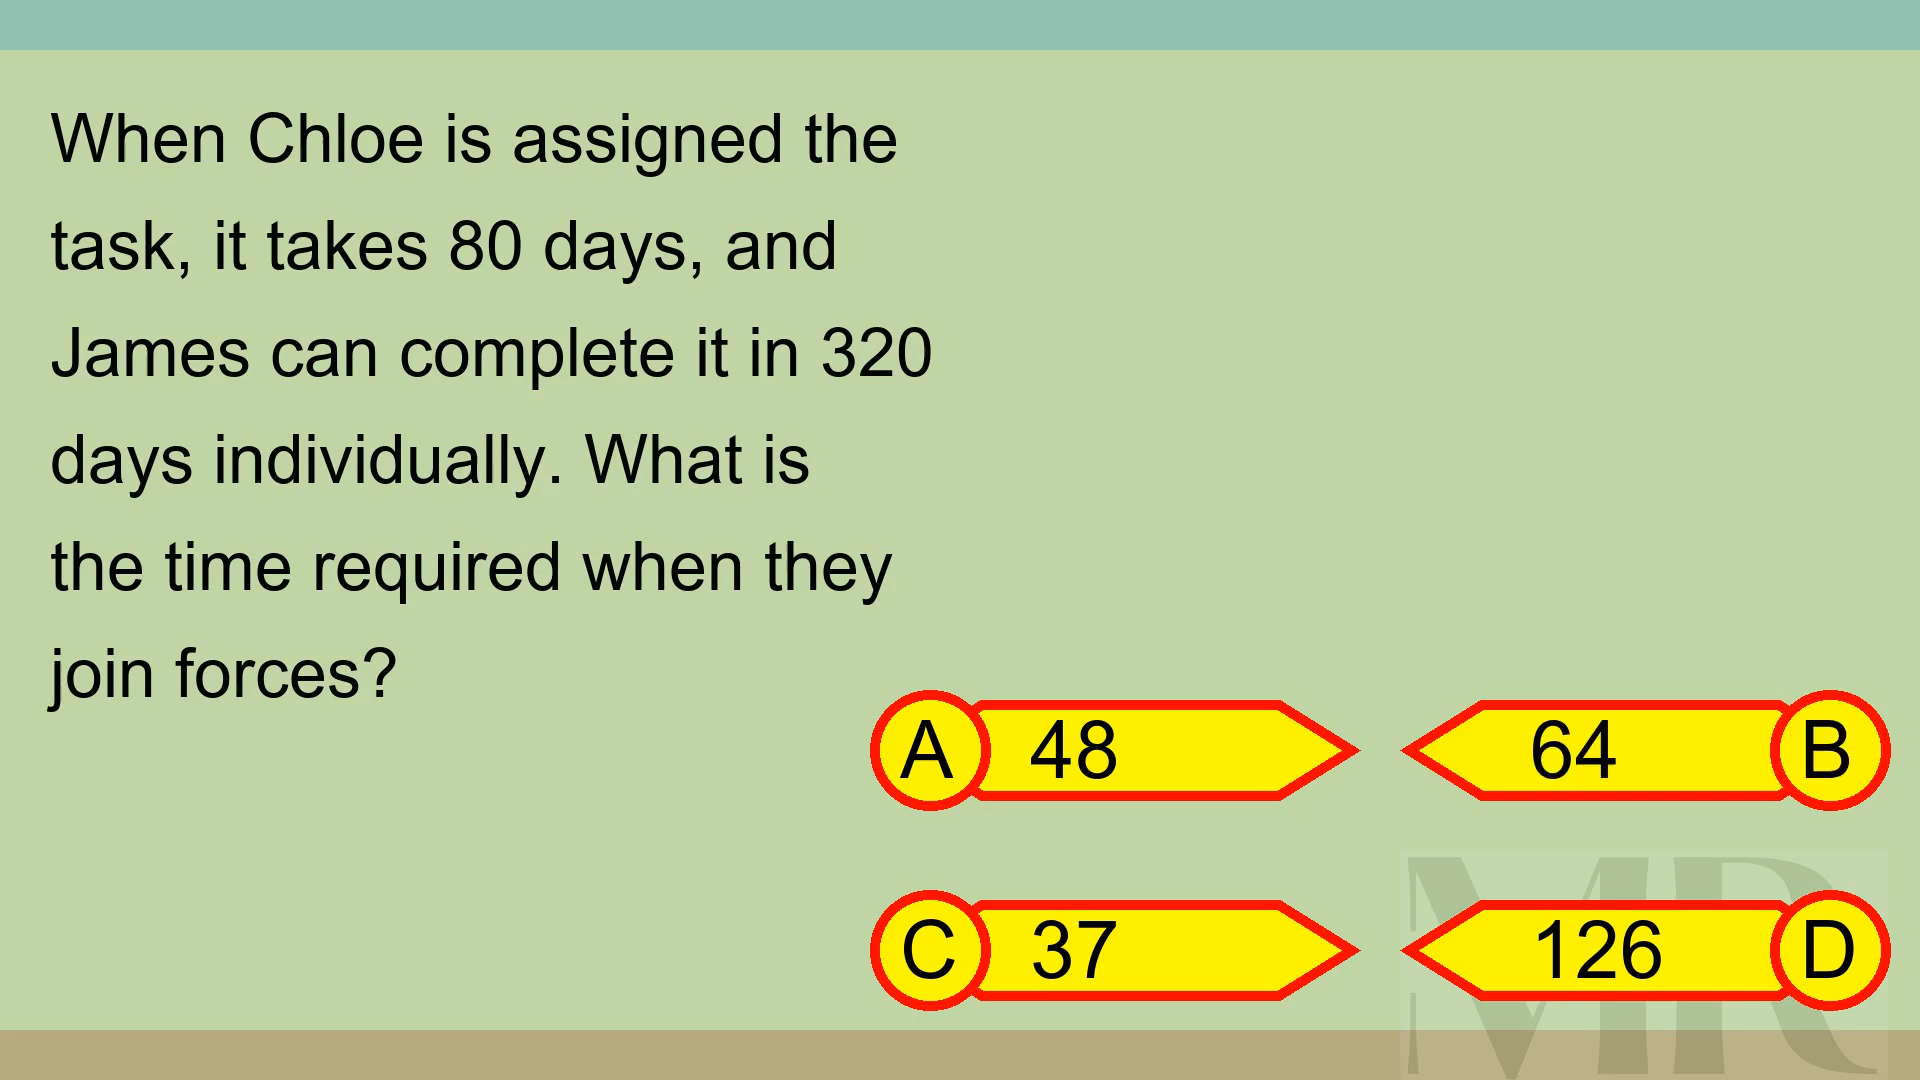 When Chloe is assigned the
task, it takes 80 days, and
James can complete it in 320
days individually. What is
the time required when they
join forces?
A 48
64 B
C 37
126 D
MR